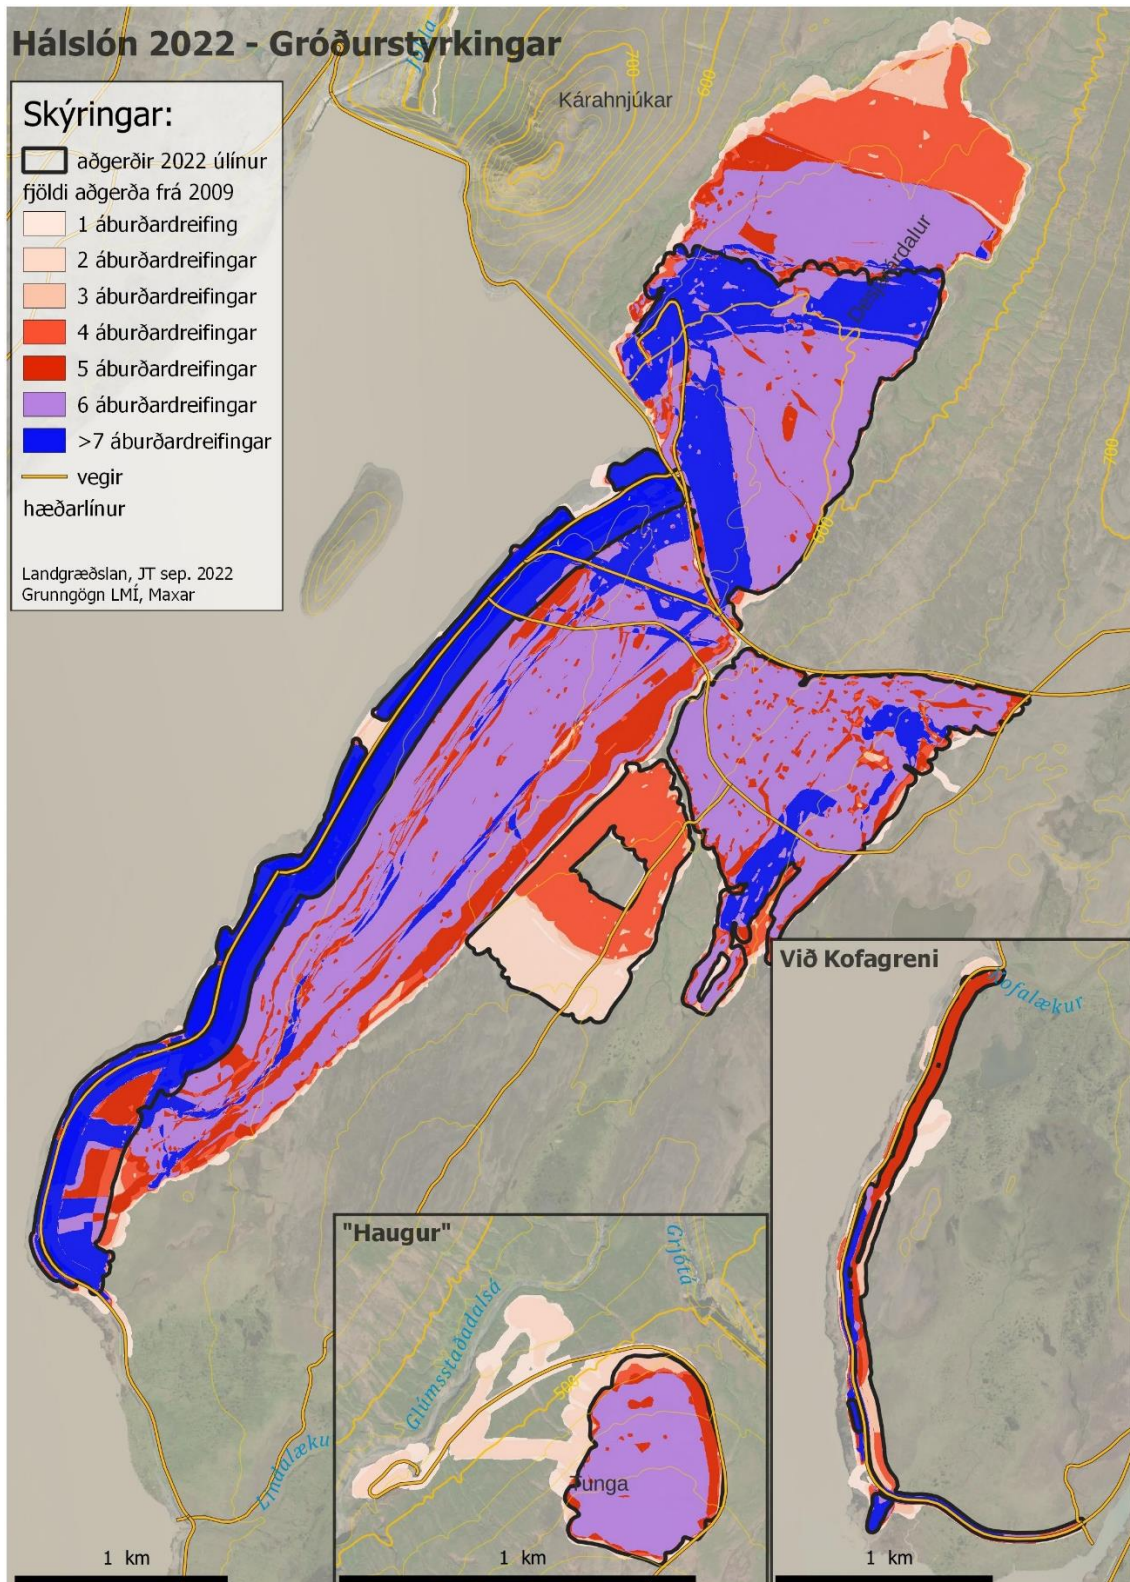 Hálslón 2022 - Gróðurstyrkingar
Jökla
Kárahnjúkar
700
600
Skýringar:
aðgerðir 2022 úlínur
fjöldi aðgerða frá 2009
1 áburðardreifing
2 áburðardreifingar
3 áburðardreifingar
4 áburðardreifingar
5 áburðardreifingar
6 áburðardreifingar
>7 áburðardreifingar
vegir
hæðarlínur
Landgræðslan, JT sep. 2022
Grunngögn LMÍ, Maxar
700
600
Við Kofagreni
Kofalækur
"Haugur"
Grjótá
Glúmsstaðadalsá
500
Tunga
Lindalæku
1 km
1 km
1 km